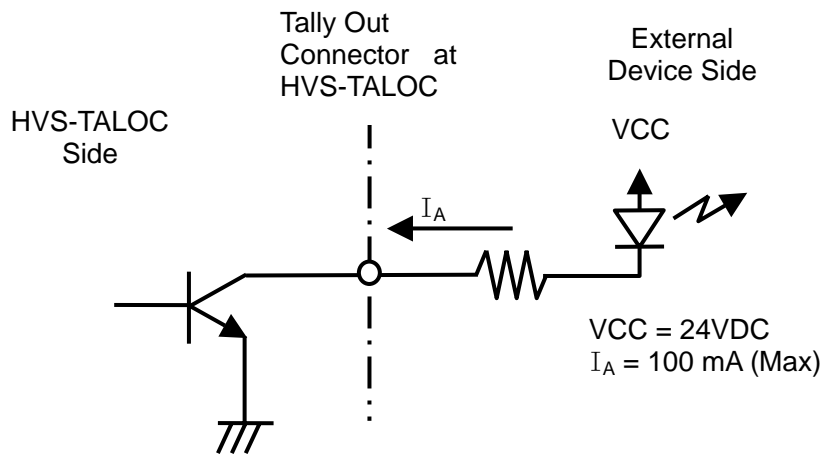 Tally Out
Connector at
HVS-TALOC
External
Device Side
HVS-TALOC
Side
VCC
IA
VCC = 24VDC
IA = 100 mA (Max)